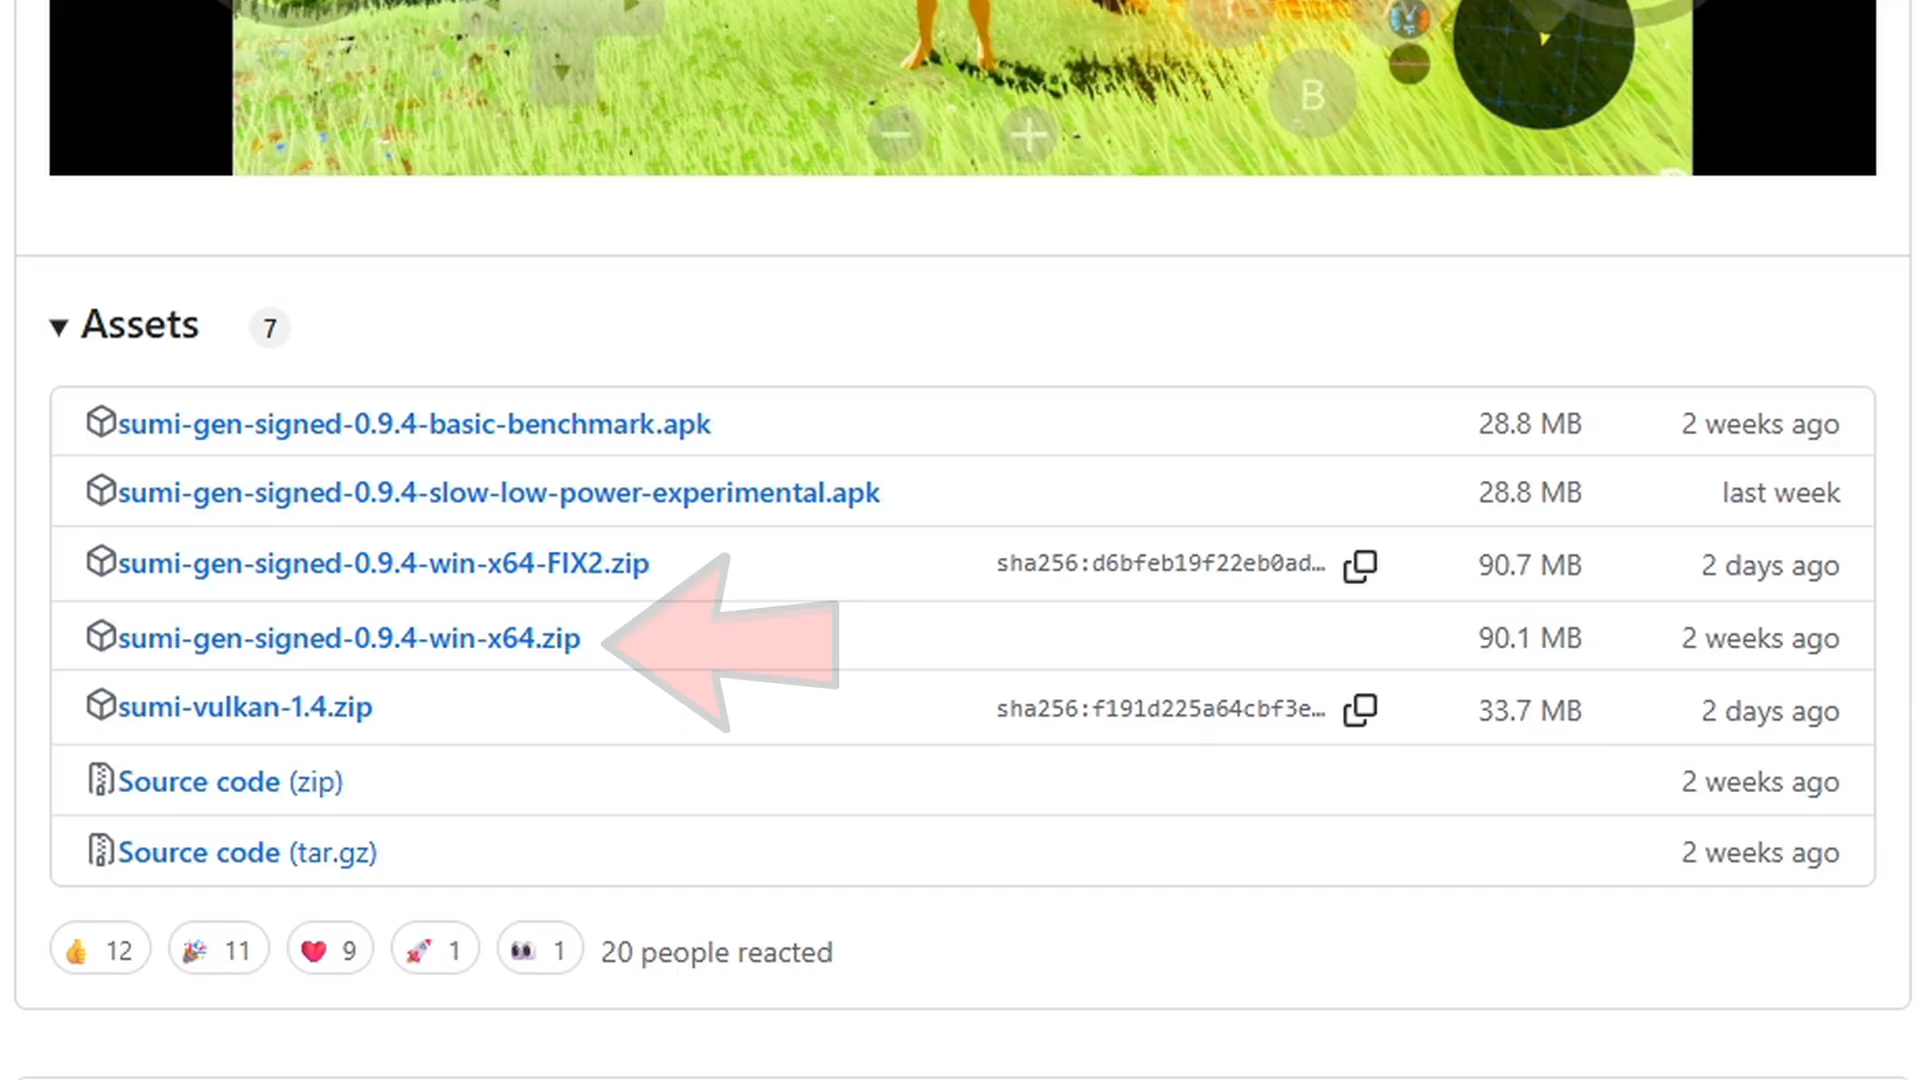 B
Assets 7
sumi-gen-signed-0.9.4-basic-benchmark.apk 28.8 MB 2 weeks ago
sumi-gen-signed-0.9.4-slow-low-power-experimental.apk 28.8 MB last week
sumi-gen-signed-0.9.4-win-x64-FIX2.zip sha256:d6bfeb19f22eb0ad... 90.7 MB 2 days ago
sumi-gen-signed-0.9.4-win-x64.zip 90.1 MB 2 weeks ago
sumi-vulkan-1.4.zip sha256:f191d225a64cbf3e... 33.7 MB 2 days ago
Source code (zip) 2 weeks ago
Source code (tar.gz) 2 weeks ago
👍 12 🎉 11 ❤️ 9 🚀 1 👀 1 20 people reacted